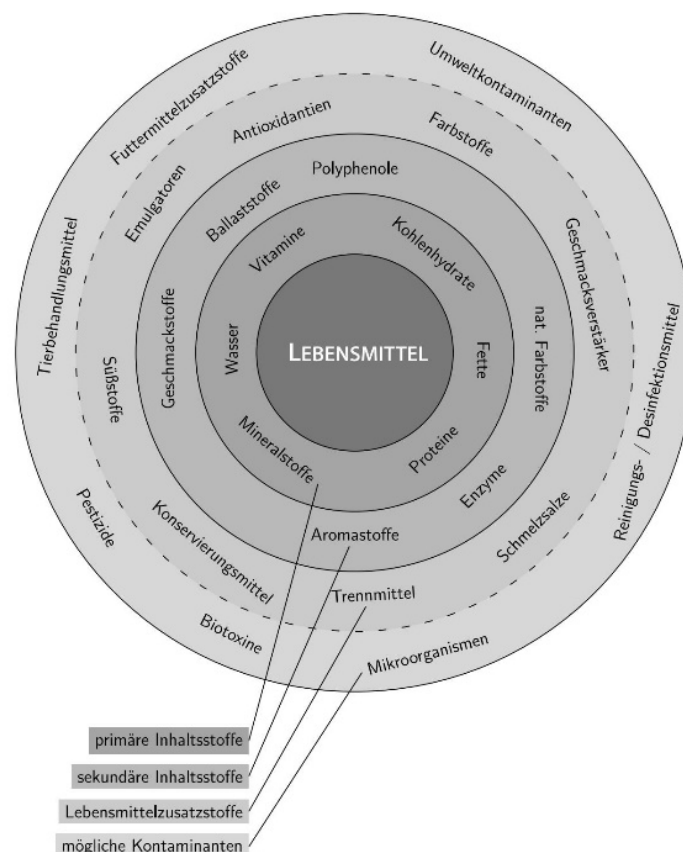 Futtermittelzusatzstoffe
Umweltkontaminanten
Antioxidantien
Farbstoffe
Emulgatoren
Polyphenole
Ballaststoffe
Vitamine
Kohlenhydrate
Geschmacksverstärker
Tierbehandlungsmittel
Süßstoffe
Geschmackstoffe
Wasser
LEBENSMITTEL
Fette
nat. Farbstoffe
Reinigungs- / Desinfektionsmittel
Mineralstoffe
Proteine
Enzyme
Schmelzsalze
Pestizide
Konservierungsmittel
Aromastoffe
Trennmittel
Biotoxine
Mikroorganismen
primäre Inhaltsstoffe
sekundäre Inhaltsstoffe
Lebensmittelzusatzstoffe
mögliche Kontaminanten